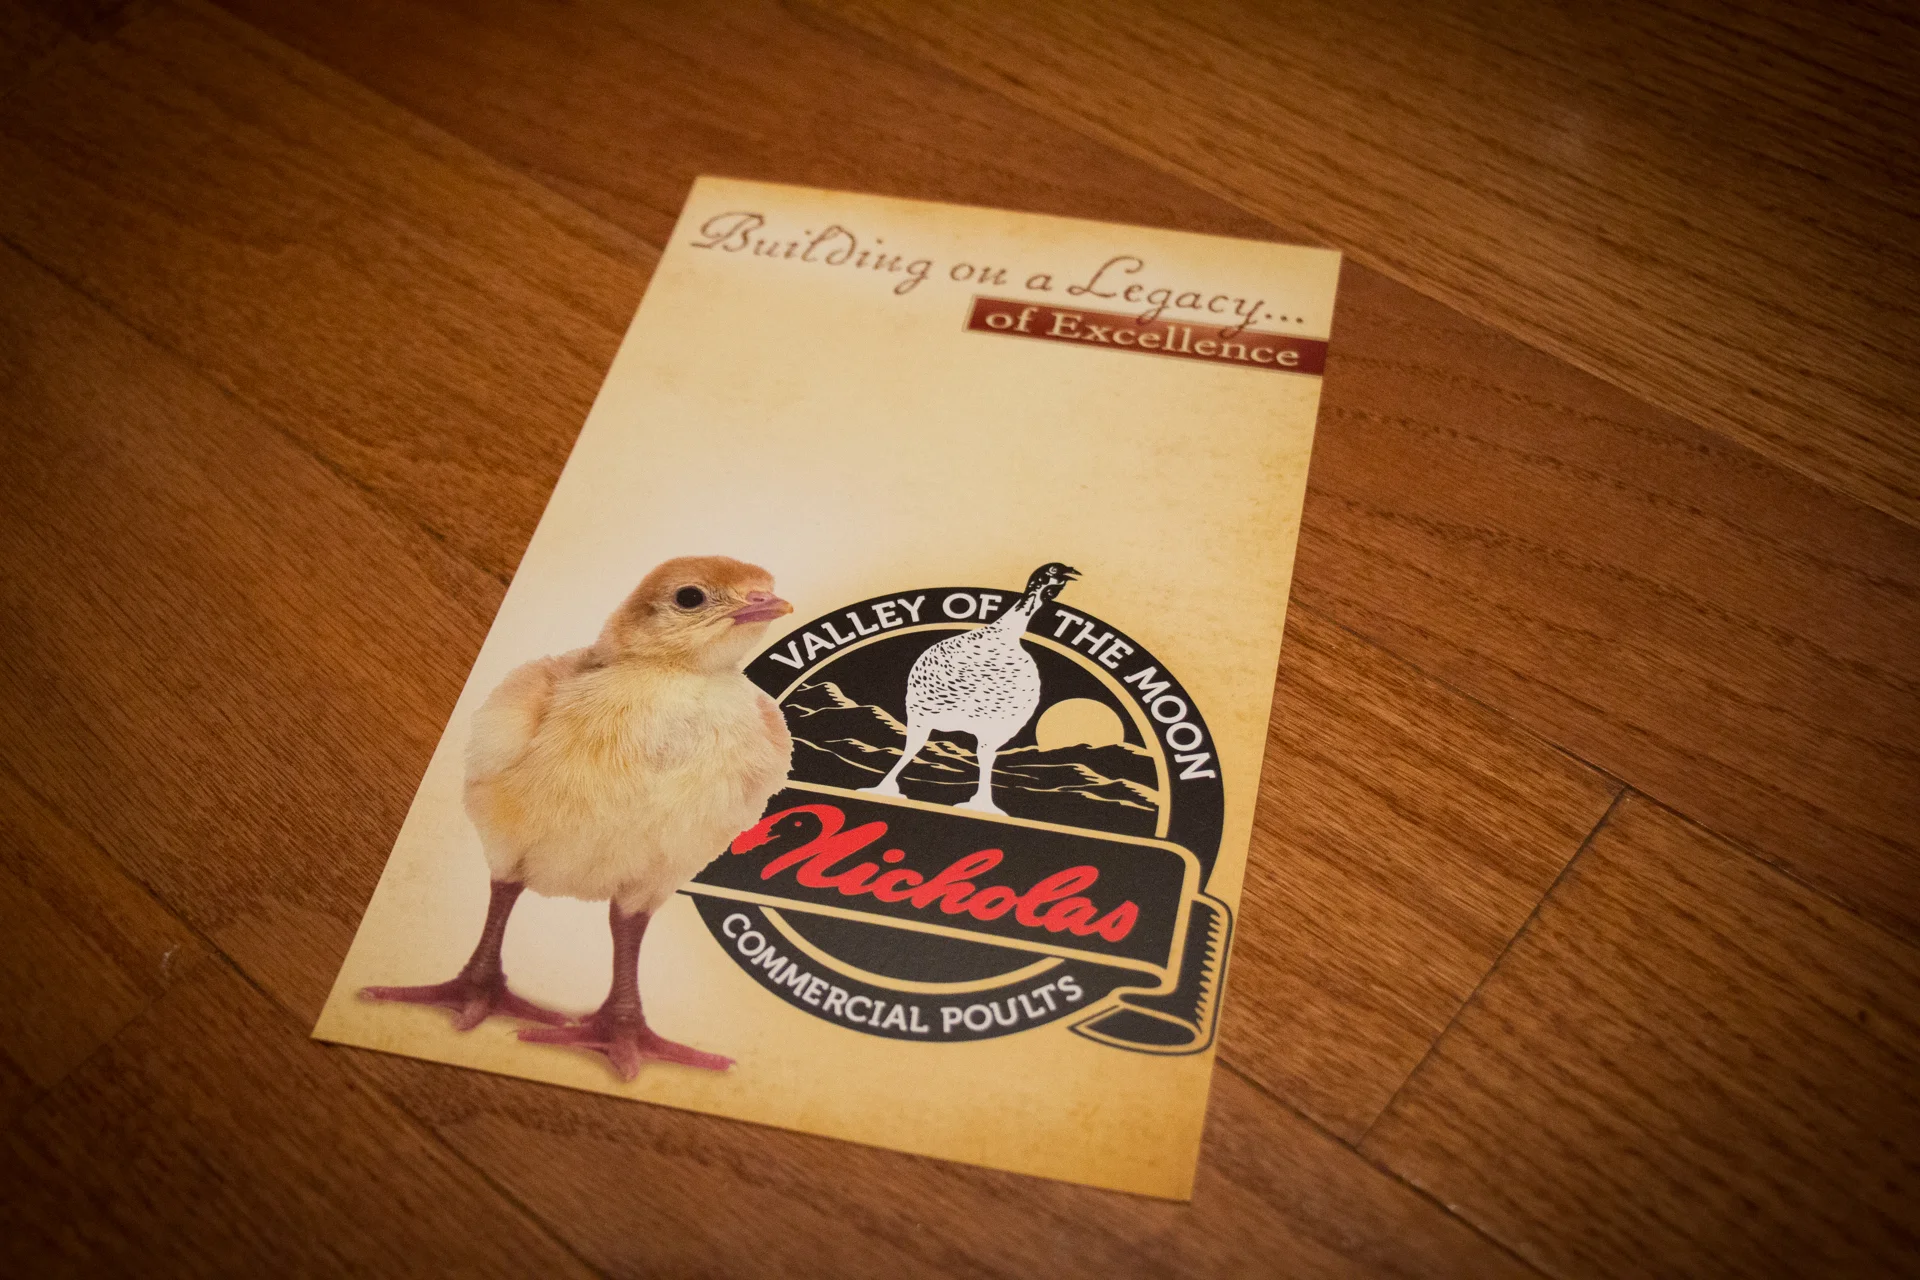 Building on a Legacy...
of Excellence
VALLEY OF THE MOON
Nicholas
COMMERCIAL POULTS